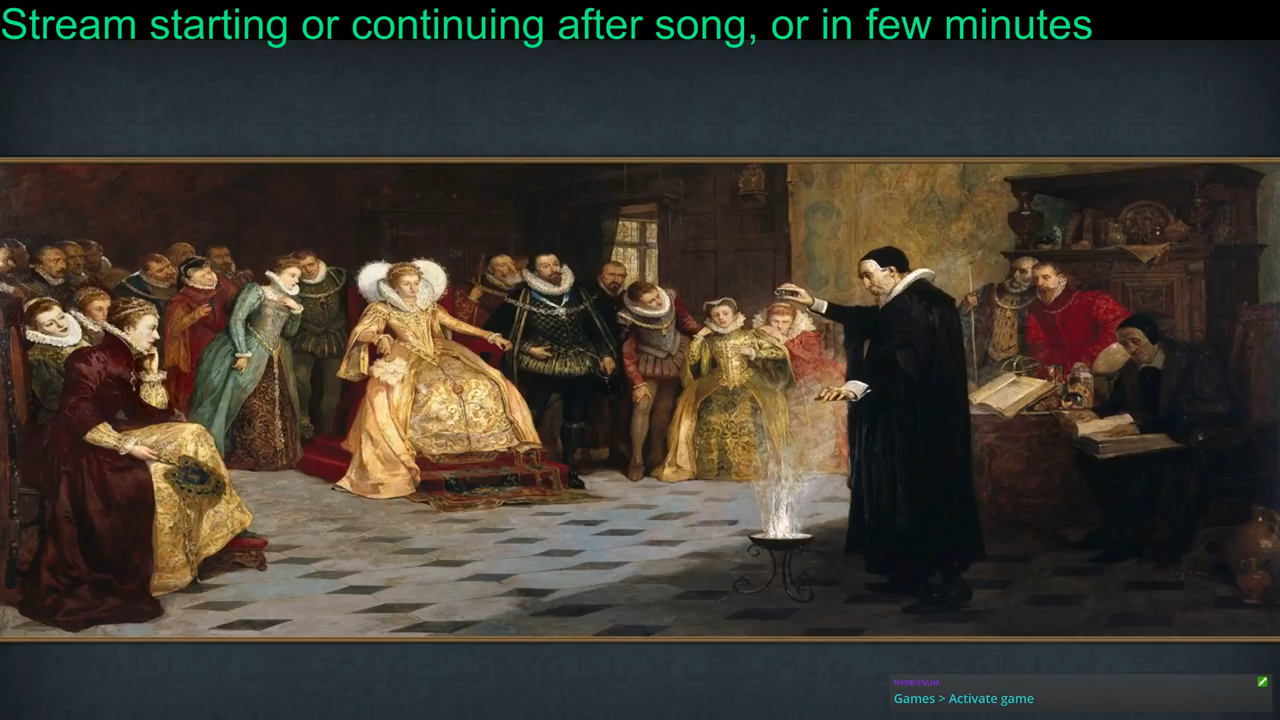 Stream starting or continuing after song, or in few minutes
HYDRONUM
Games > Activate game